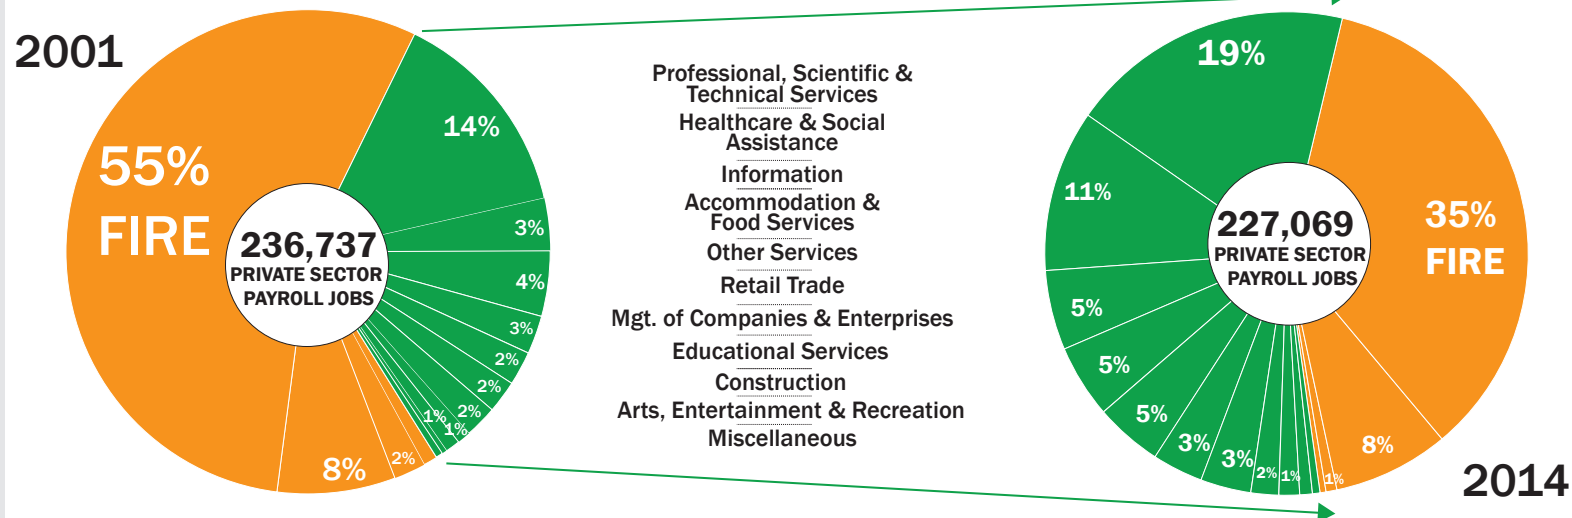 2001
55%
FIRE
14%
3%
4%
3%
2%
2%
2%
1%
1%
2%
8%
236,737
PRIVATE SECTOR
PAYROLL JOBS
Professional, Scientific &
Technical Services
Healthcare & Social
Assistance
Information
Accommodation &
Food Services
Other Services
Retail Trade
Mgt. of Companies & Enterprises
Educational Services
Construction
Arts, Entertainment & Recreation
Miscellaneous
19%
11%
5%
5%
5%
3%
3%
2%
1%
1%
8%
35%
FIRE
227,069
PRIVATE SECTOR
PAYROLL JOBS
2014